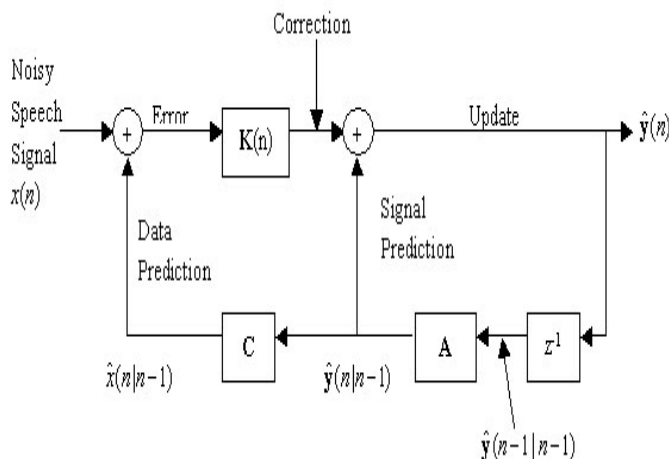 Correction
Noisy
Speech
Signal
x(n)
+
Error
K(n)
+
Update
ŷ(n)
Data
Prediction
Signal
Prediction
C
A
z⁻¹
x̂(n|n−1)
ŷ(n|n−1)
ŷ(n−1|n−1)